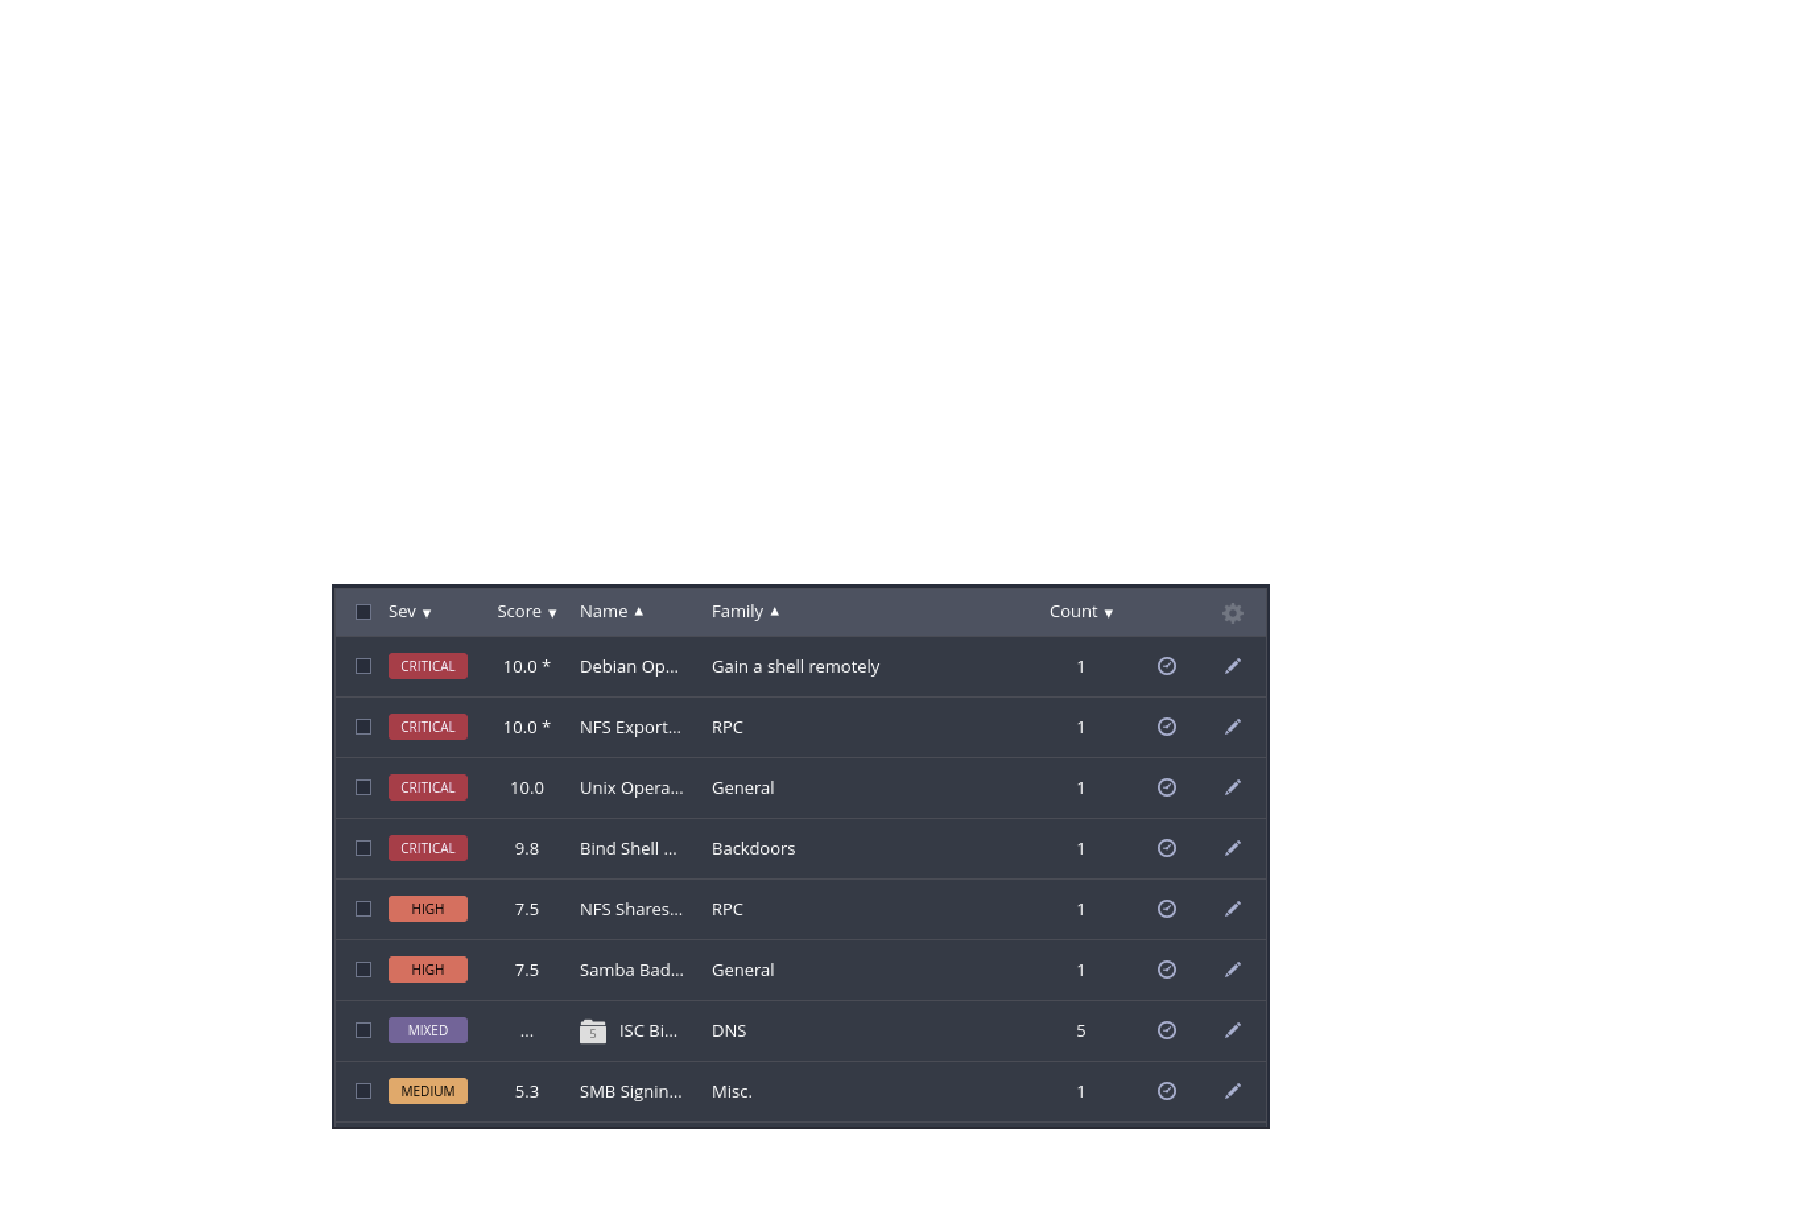 Sev ▼ Score ▼ Name ▲ Family ▲ Count ▼
CRITICAL 10.0 * Debian Op... Gain a shell remotely 1
CRITICAL 10.0 * NFS Export... RPC 1
CRITICAL 10.0 Unix Opera... General 1
CRITICAL 9.8 Bind Shell ... Backdoors 1
HIGH 7.5 NFS Shares... RPC 1
HIGH 7.5 Samba Bad... General 1
MIXED ... 5 ISC Bi... DNS 5
MEDIUM 5.3 SMB Signin... Misc. 1